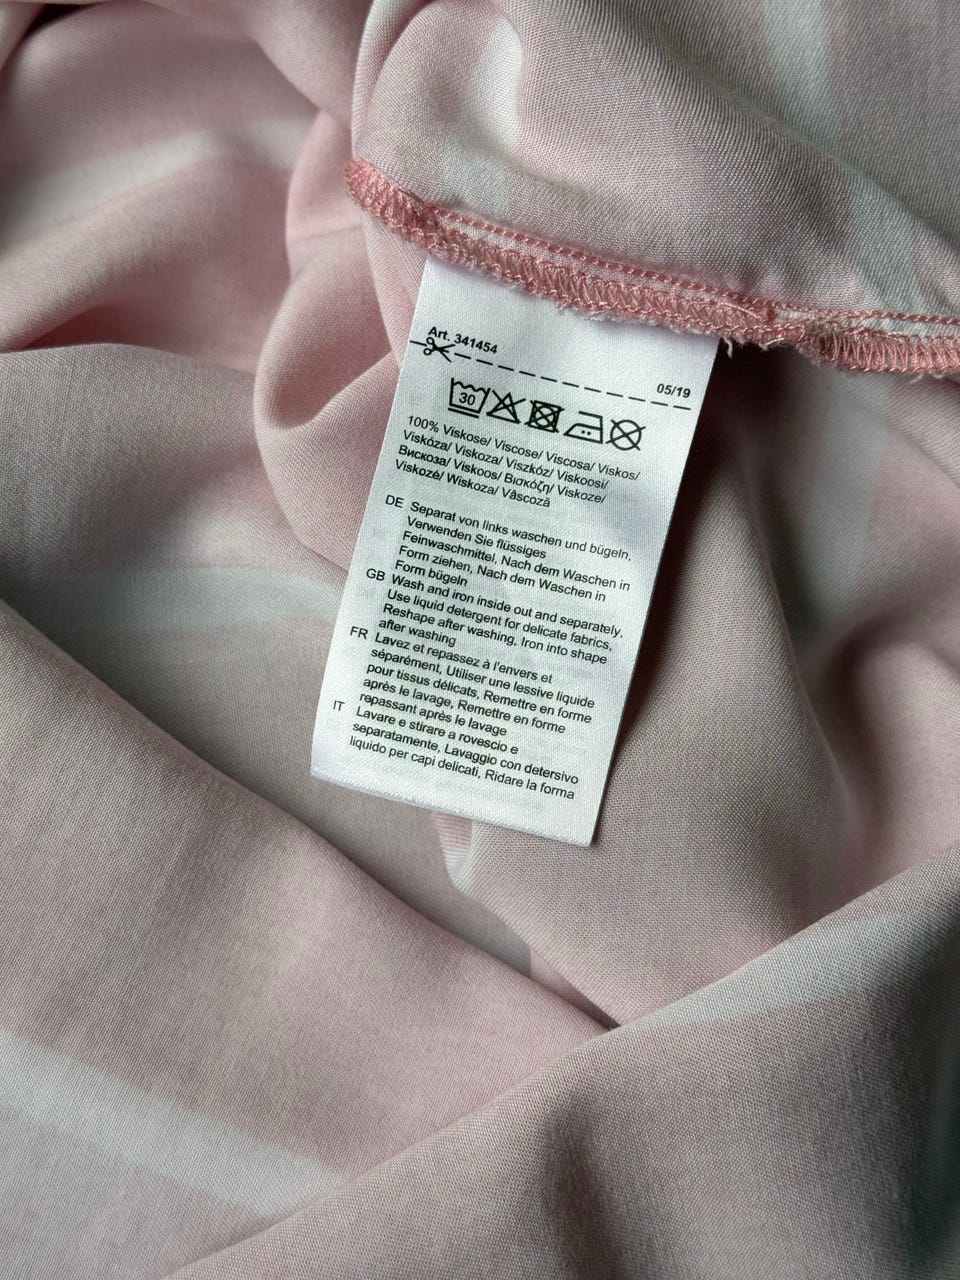 Art. 341454
05/19
30
100% Viskose/ Viscose/ Viscosa/ Viskos/
Viskóza/ Viskoza/ Viszkóz/ Viskoosi/
Вискоза/ Viskoos/ Βισκόζη/ Viskoze/
Viskozé/ Wiskoza/ Vâscoză
DE Separat von links waschen und bügeln,
Verwenden Sie flüssiges
Feinwaschmittel, Nach dem Waschen in
Form ziehen, Nach dem Waschen in
Form bügeln
GB Wash and iron inside out and separately,
Use liquid detergent for delicate fabrics,
Reshape after washing, Iron into shape
after washing
FR Lavez et repassez à l'envers et
séparément, Utiliser une lessive liquide
pour tissus délicats, Remettre en forme
après le lavage, Remettre en forme
repassant après le lavage
IT Lavare e stirare a rovescio e
separatamente, Lavaggio con detersivo
liquido per capi delicati, Ridare la forma